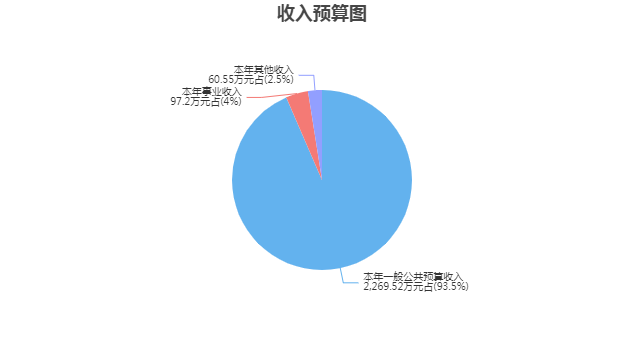 收入预算图
本年其他收入
60.55万元占(2.5%)
本年事业收入
97.2万元占(4%)
本年一般公共预算收入
2,269.52万元占(93.5%)